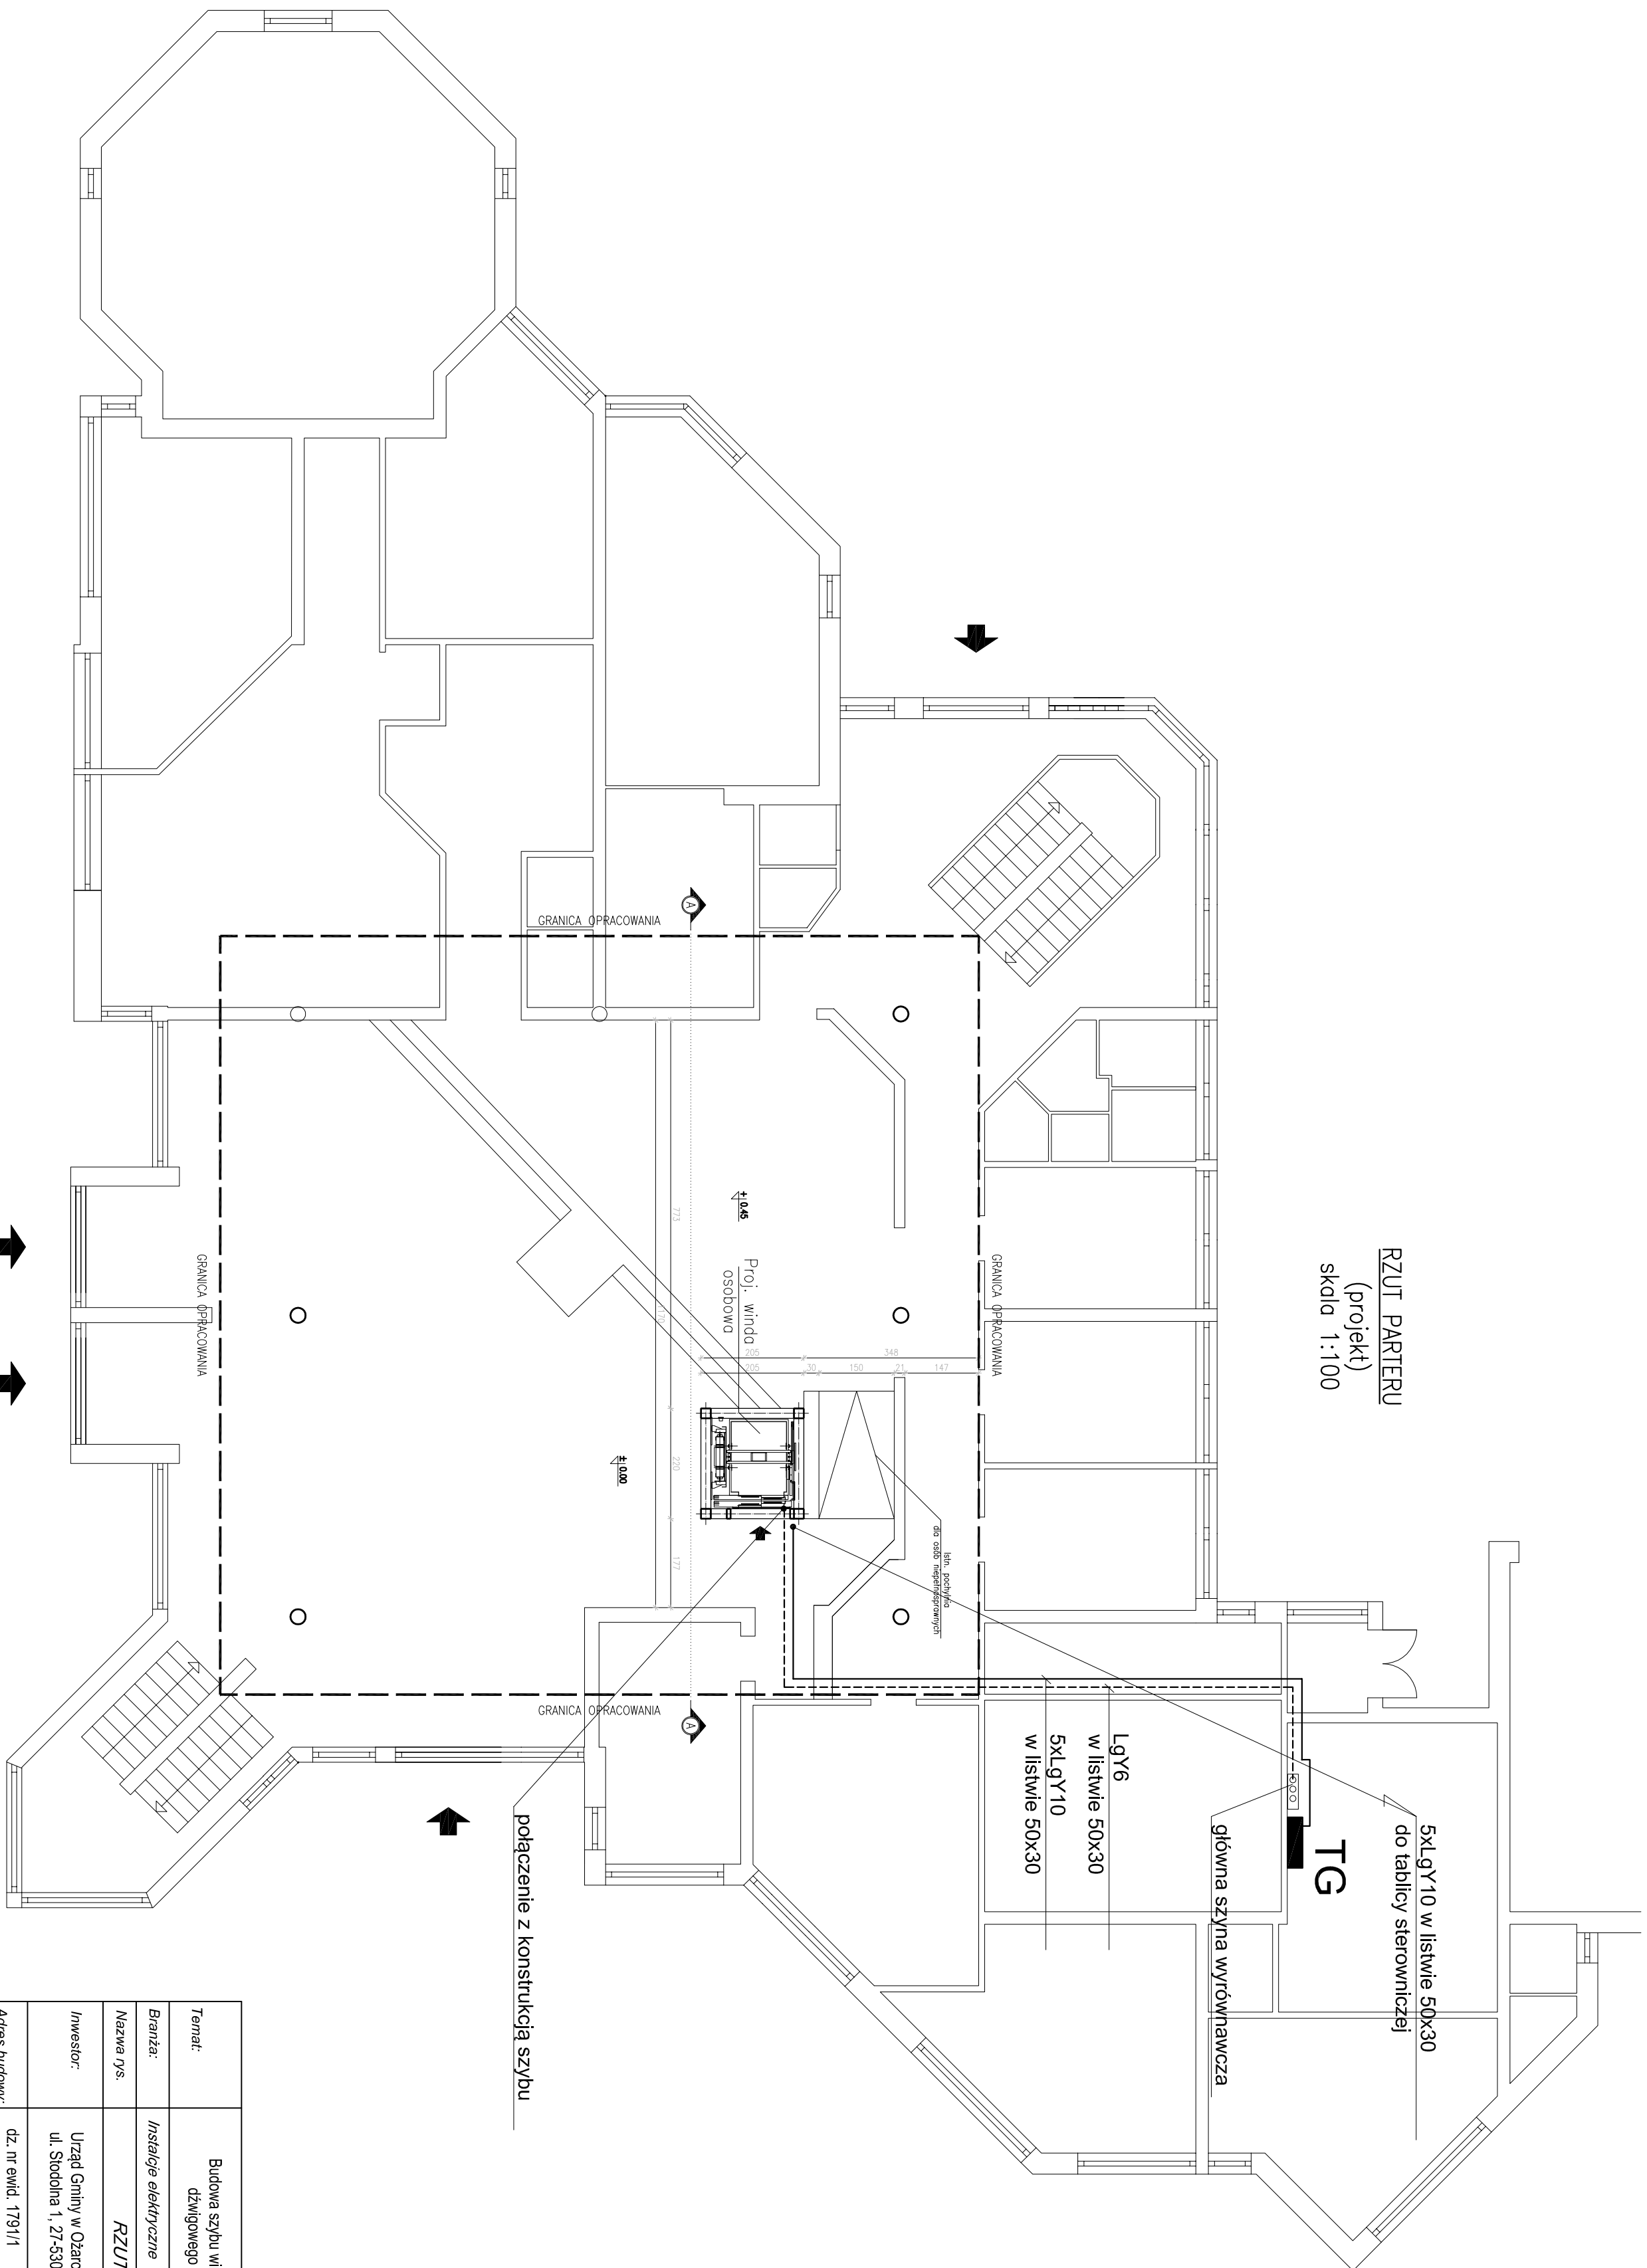 RZUT PARTERU
(projekt)
skala 1:100
5xLgY10 w listwie 50x30
do tablicy sterowniczej
TG
główna szyna wyrównawcza
LgY6
w listwie 50x30
5xLgY10
w listwie 50x30
GRANICA OPRACOWANIA
Istn. pochylnia
dla osób niepełnosprawnych
348
205
147
21
150
30
205
+ 0.45
Proj. winda
osobowa
A
A
773
220
177
1170
± 0.00
GRANICA OPRACOWANIA
GRANICA OPRACOWANIA
GRANICA OPRACOWANIA
połączenie z konstrukcją szybu
Temat:
Budowa szybu wi
dźwigowego
Branża:
Instalcje elektryczne
Nazwa rys.
RZUT
Inwestor:
Urząd Gminy w Ożarc
ul. Stodolna 1, 27-530
Adres budowy:
dz. nr ewid. 1791/1